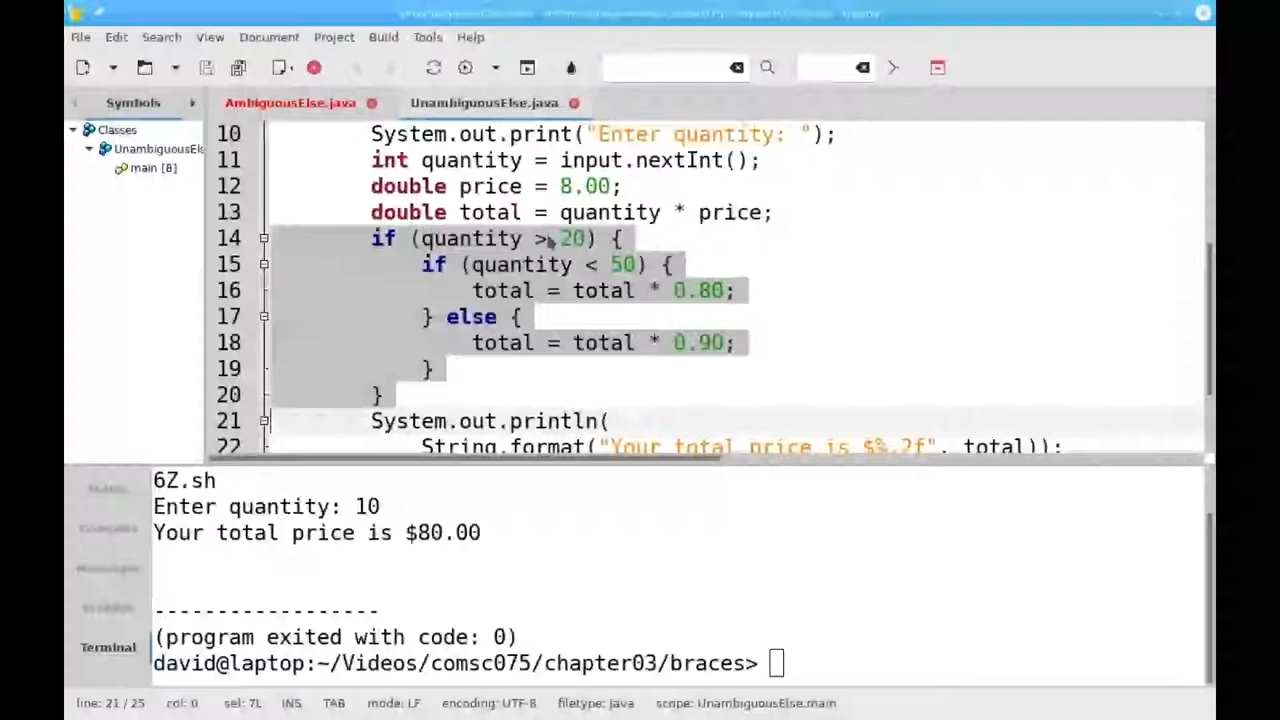 File Edit Search View Document Project Build Tools Help
Symbols AmbiguousElse.java UnambiguousElse.java
Classes
UnambiguousEls
main [8]
10 System.out.print("Enter quantity: ");
11 int quantity = input.nextInt();
12 double price = 8.00;
13 double total = quantity * price;
14 if (quantity > 20) {
15 if (quantity < 50) {
16 total = total * 0.80;
17 } else {
18 total = total * 0.90;
19 }
20 }
21 System.out.println(
22 String.format("Your total price is $%.2f", total));
6Z.sh
Enter quantity: 10
Your total price is $80.00
------------------
(program exited with code: 0)
Terminal
david@laptop:~/Videos/comsc075/chapter03/braces>
line: 21 / 25 col: 0 sel: 7L INS TAB mode: LF encoding: UTF-8 filetype: Java scope: UnambiguousElse.main